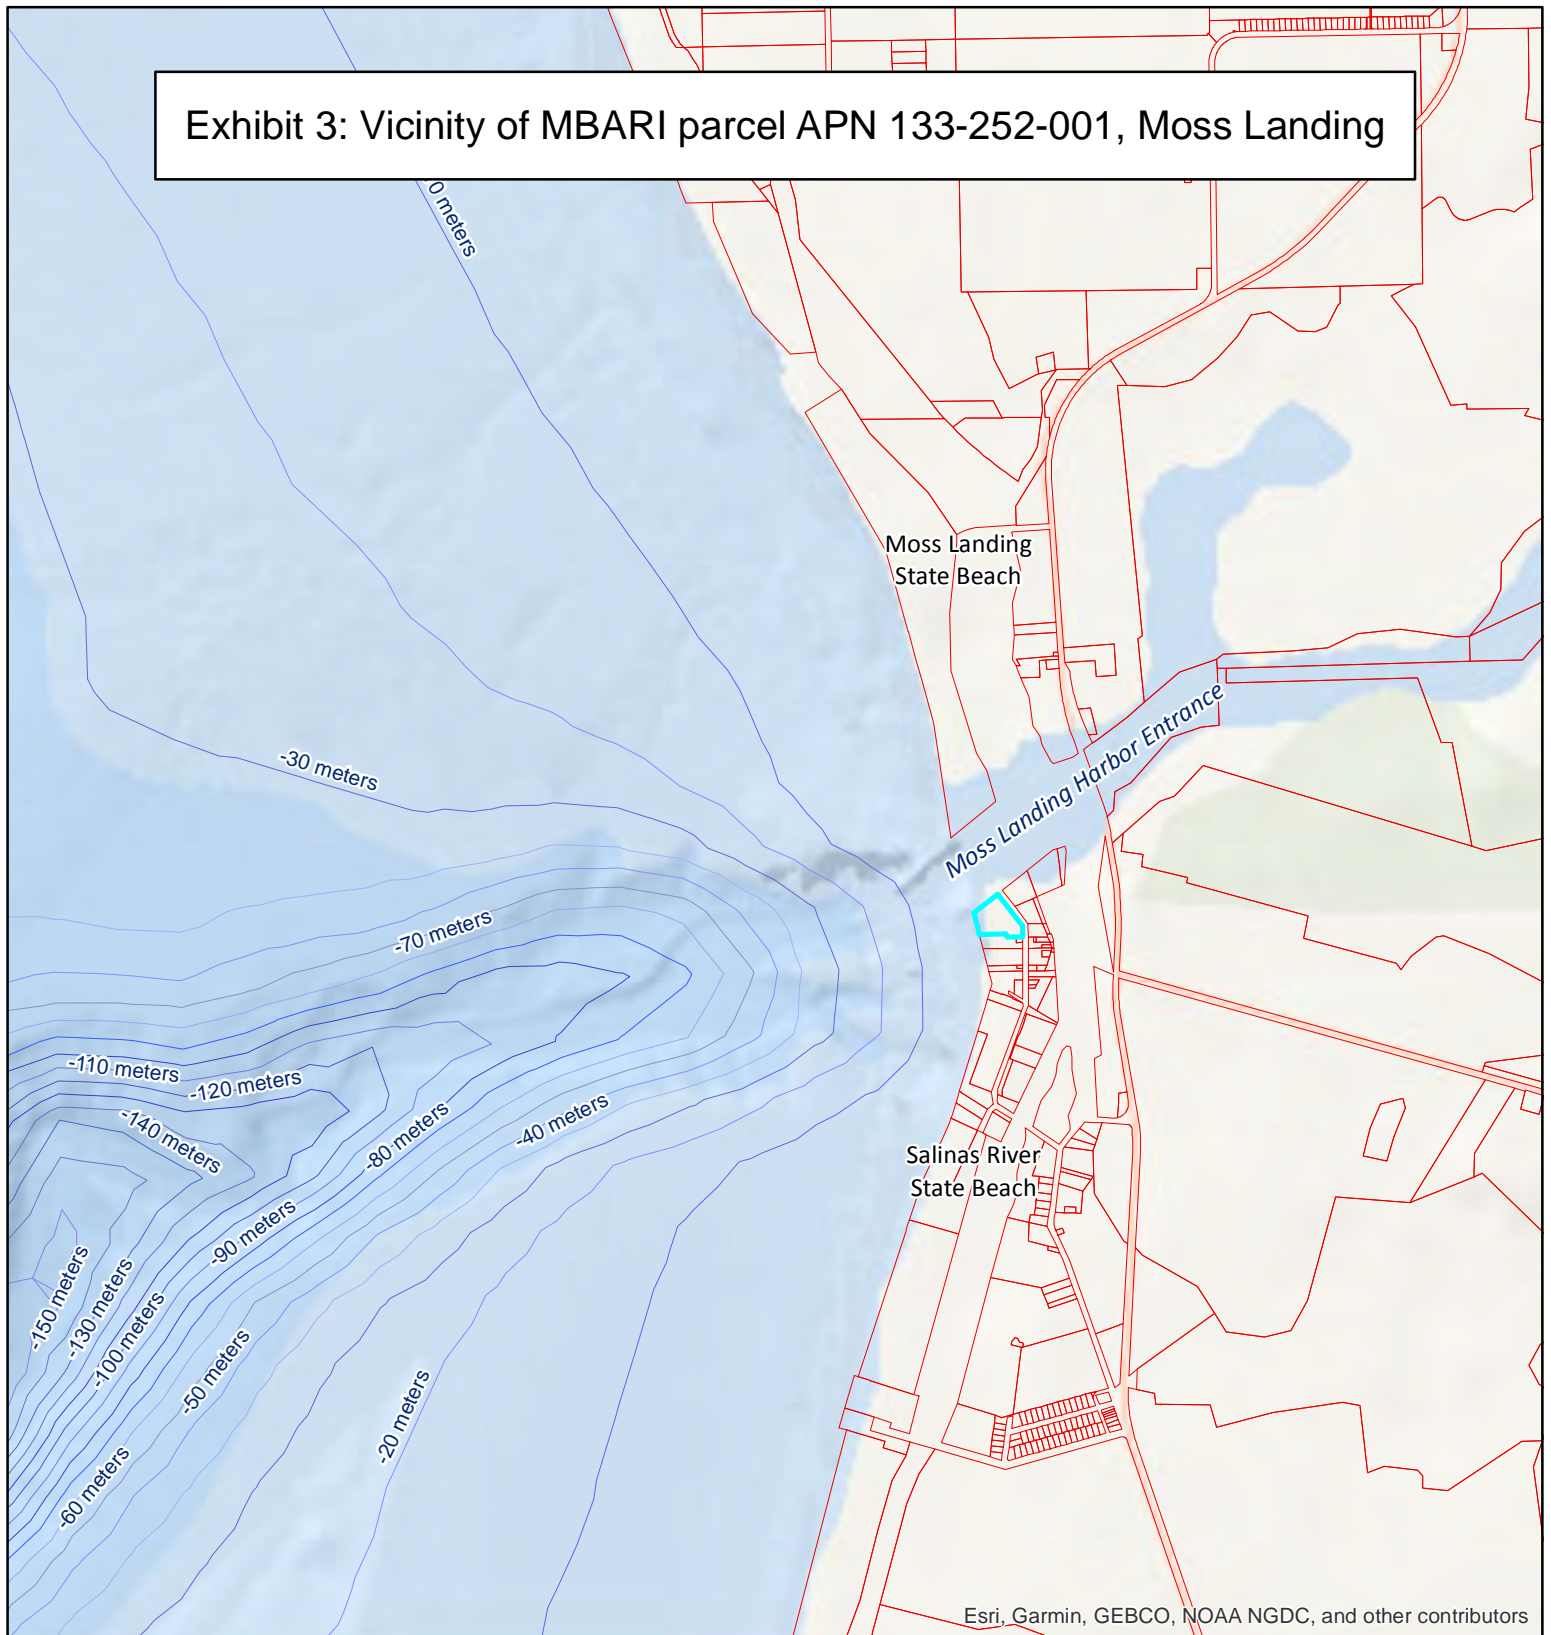 Exhibit 3: Vicinity of MBARI parcel APN 133-252-001, Moss Landing
0 meters
Moss Landing
State Beach
Moss Landing Harbor Entrance
-30 meters
-70 meters
-110 meters
-120 meters
-140 meters
-80 meters
-40 meters
Salinas River
State Beach
-90 meters
-150 meters
-130 meters
-100 meters
-50 meters
-20 meters
-60 meters
Esri, Garmin, GEBCO, NOAA NGDC, and other contributors